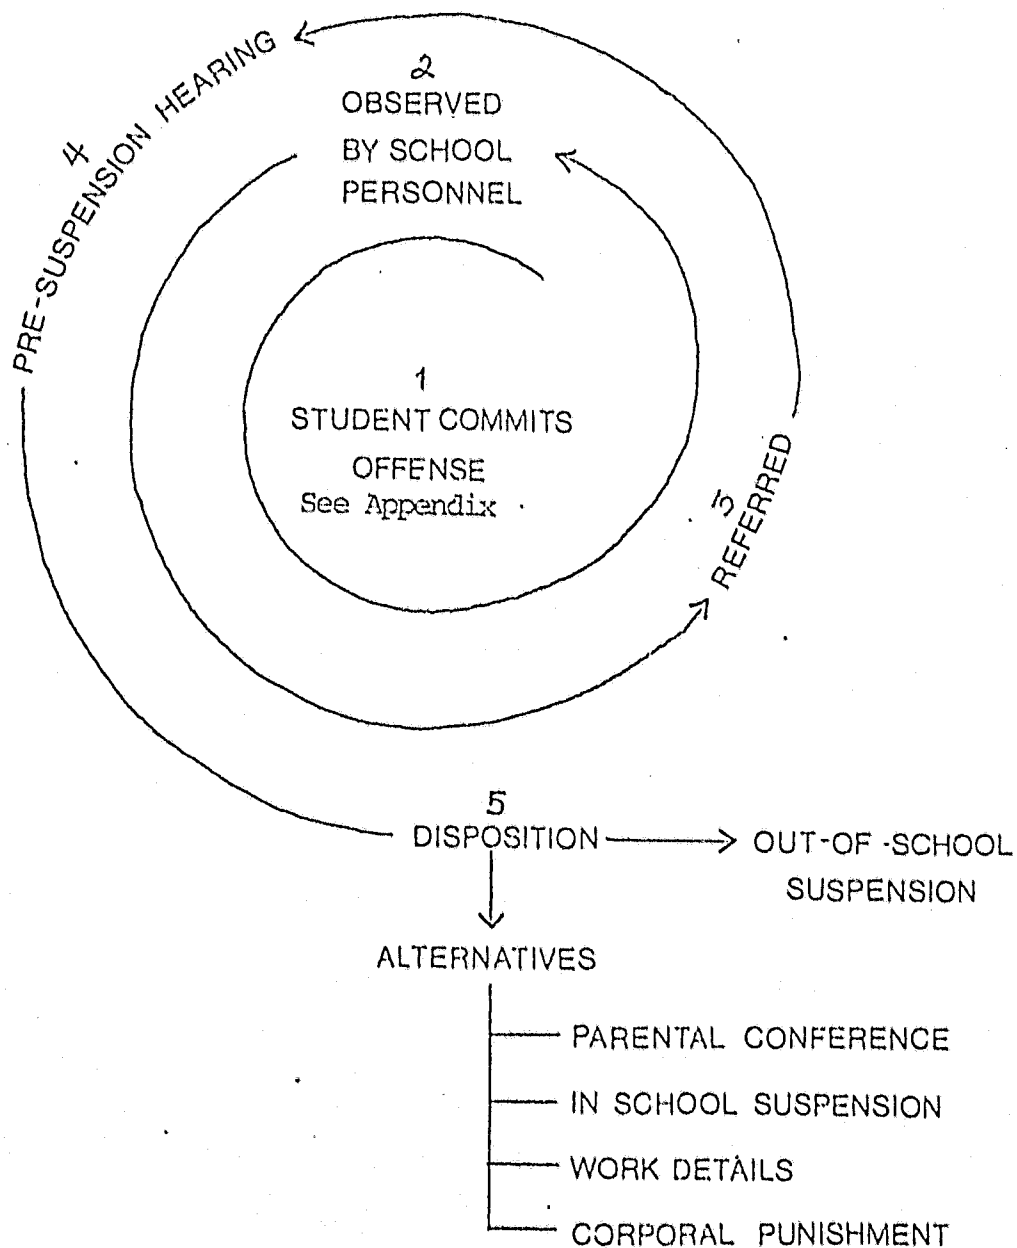 1
STUDENT COMMITS
OFFENSE
See Appendix
2
OBSERVED
BY SCHOOL
PERSONNEL
3
REFERRED
4
PRE-SUSPENSION HEARING
5
DISPOSITION
OUT-OF-SCHOOL
SUSPENSION
ALTERNATIVES
PARENTAL CONFERENCE
IN SCHOOL SUSPENSION
WORK DETAILS
CORPORAL PUNISHMENT